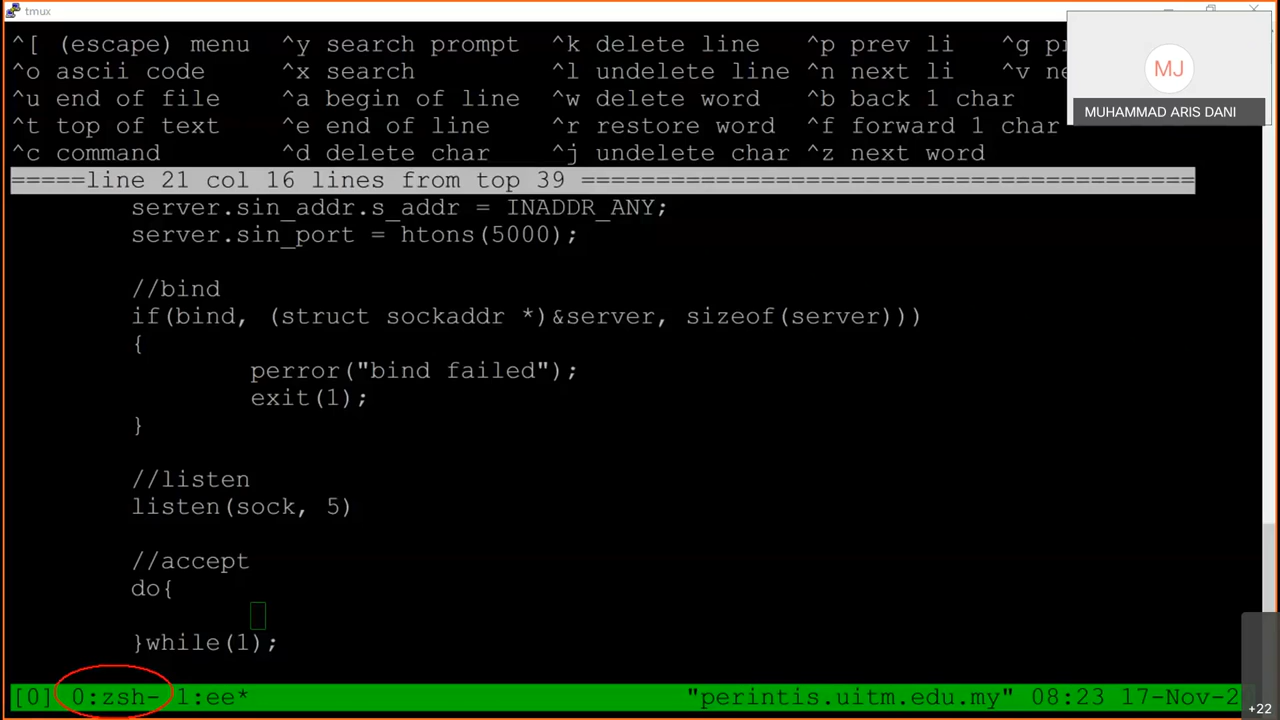 tmux
^[ (escape) menu ^y search prompt ^k delete line ^p prev li ^g
^o ascii code ^x search ^l undelete line ^n next li ^v
^u end of file ^a begin of line ^w delete word ^b back 1 char
^t top of text ^e end of line ^r restore word ^f forward 1 char
^c command ^d delete char ^j undelete char ^z next word
MJ
MUHAMMAD ARIS DANI
=====line 21 col 16 lines from top 39 =========================================
server.sin_addr.s_addr = INADDR_ANY;
server.sin_port = htons(5000);
//bind
if(bind, (struct sockaddr *)&server, sizeof(server)))
{
perror("bind failed");
exit(1);
}
//listen
listen(sock, 5)
//accept
do{
}while(1);
[0] 0:zsh- 1:ee* "perintis.uitm.edu.my" 08:23 17-Nov-2
+22